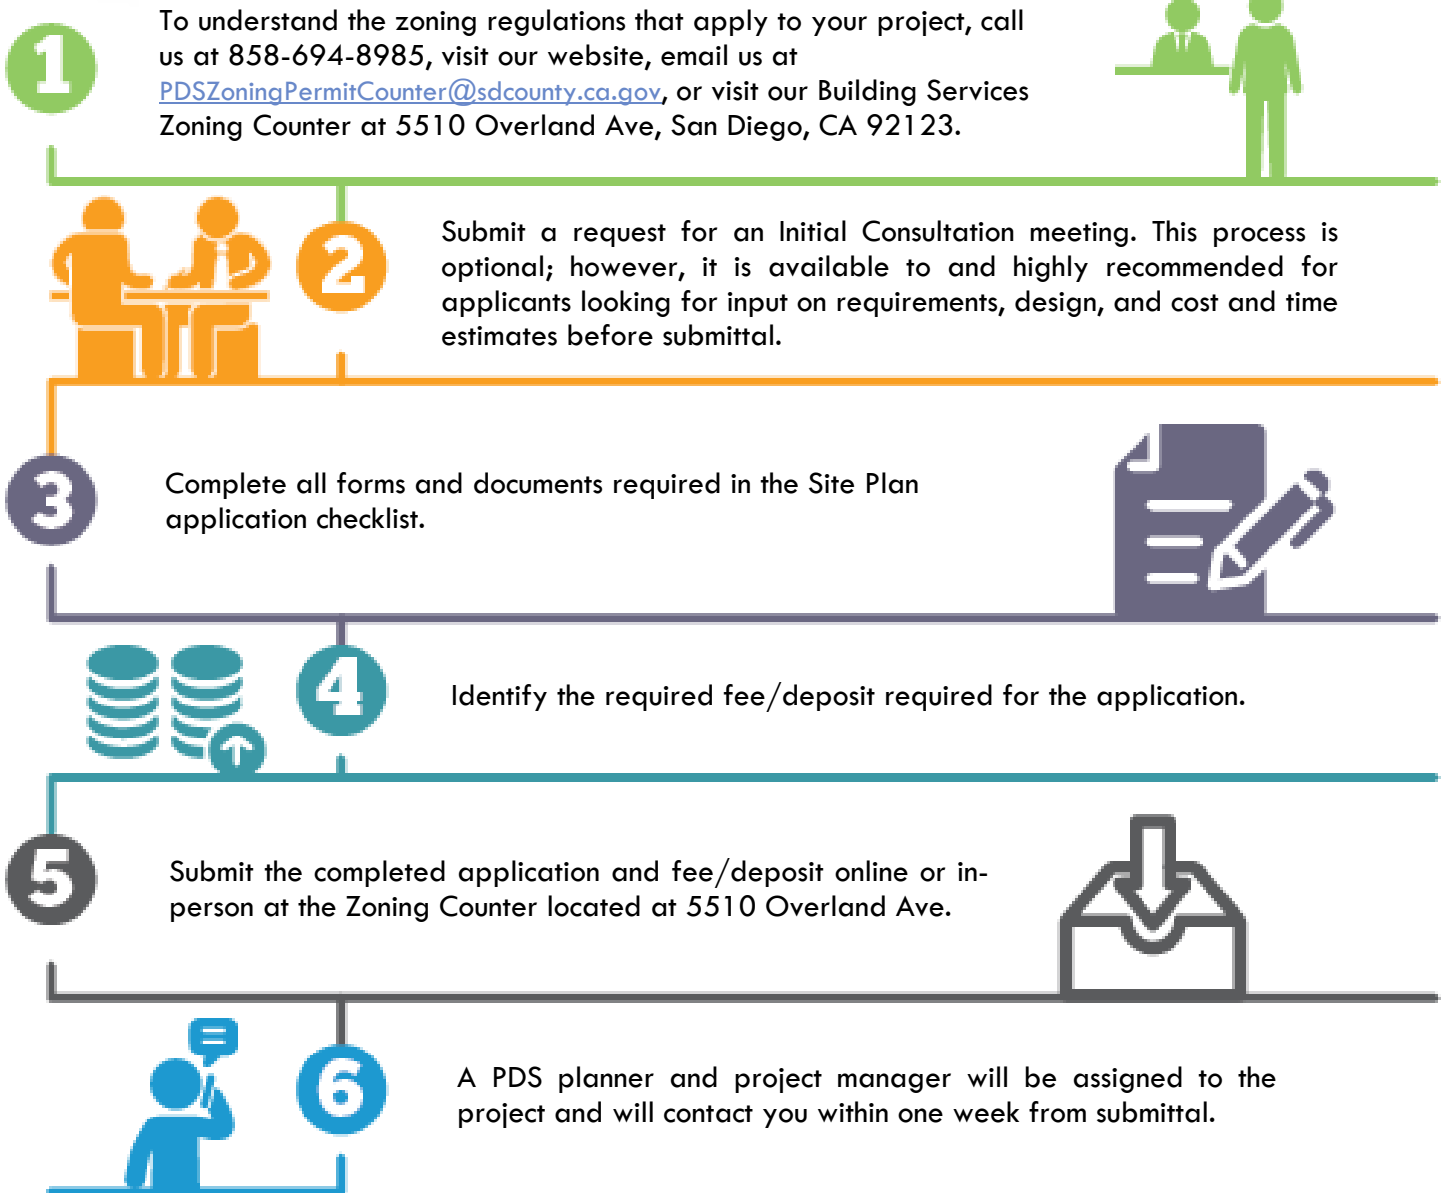 1
To understand the zoning regulations that apply to your project, call
us at 858-694-8985, visit our website, email us at
PDSZoningPermitCounter@sdcounty.ca.gov, or visit our Building Services
Zoning Counter at 5510 Overland Ave, San Diego, CA 92123.
2
Submit a request for an Initial Consultation meeting. This process is
optional; however, it is available to and highly recommended for
applicants looking for input on requirements, design, and cost and time
estimates before submittal.
3
Complete all forms and documents required in the Site Plan
application checklist.
4
Identify the required fee/deposit required for the application.
5
Submit the completed application and fee/deposit online or in-
person at the Zoning Counter located at 5510 Overland Ave.
6
A PDS planner and project manager will be assigned to the
project and will contact you within one week from submittal.